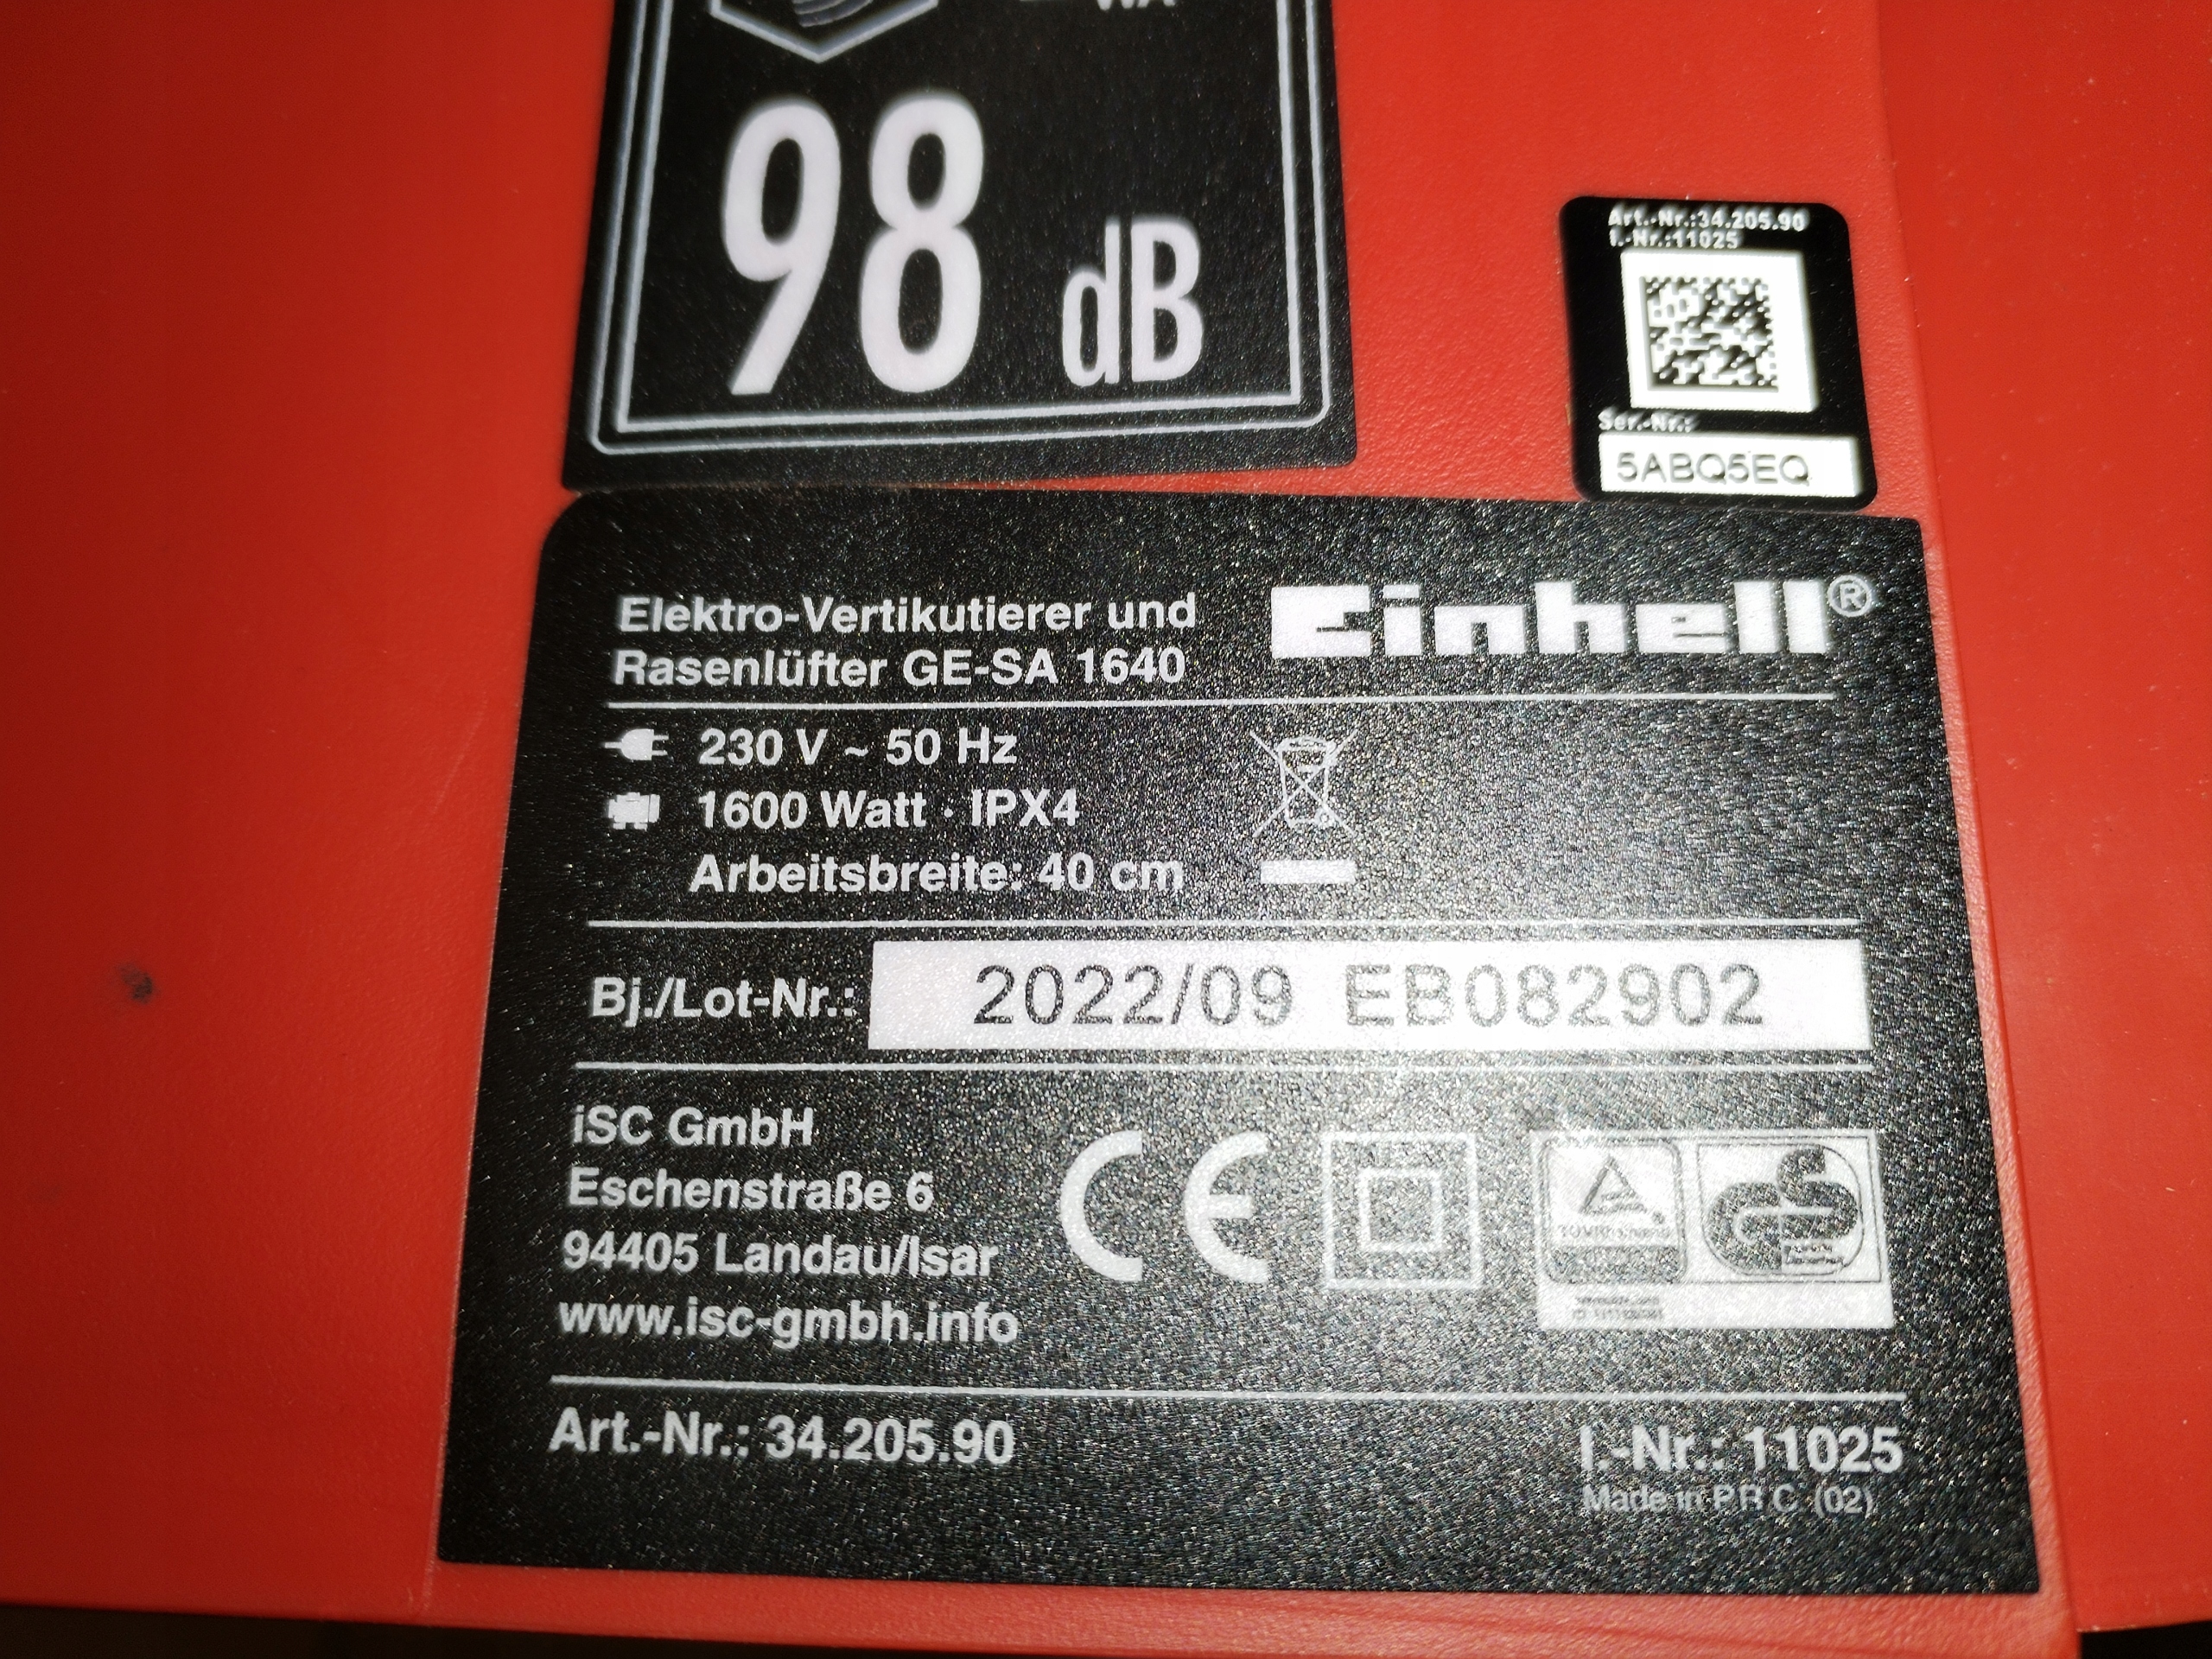 WA
98 dB
Art.-Nr.:34.205.90
I.-Nr.:11025
Ser.-Nr.:
5ABQ5EQ
Elektro-Vertikutierer und
Rasenlüfter GE-SA 1640
Einhell®
230 V ~ 50 Hz
1600 Watt · IPX4
Arbeitsbreite: 40 cm
Bj./Lot-Nr.: 2022/09 EB082902
iSC GmbH
Eschenstraße 6
94405 Landau/Isar
www.isc-gmbh.info
CE
Art.-Nr.: 34.205.90
I.-Nr.: 11025
Made in P.R.C. (02)